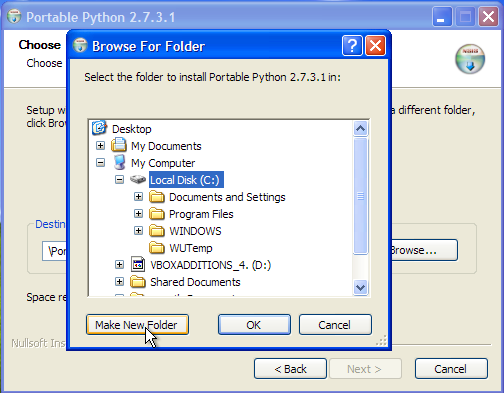 Portable Python 2.7.3.1
Choose
Choose
Browse For Folder
Select the folder to install Portable Python 2.7.3.1 in:
Desktop
My Documents
My Computer
Local Disk (C:)
Documents and Settings
Program Files
WINDOWS
WUTemp
VBOXADDITIONS_4. (D:)
Shared Documents
Make New Folder
OK
Cancel
Setup w
a different folder,
click Brow
Destin
\Por
Browse...
Space re
Nullsoft Ins
< Back
Next >
Cancel